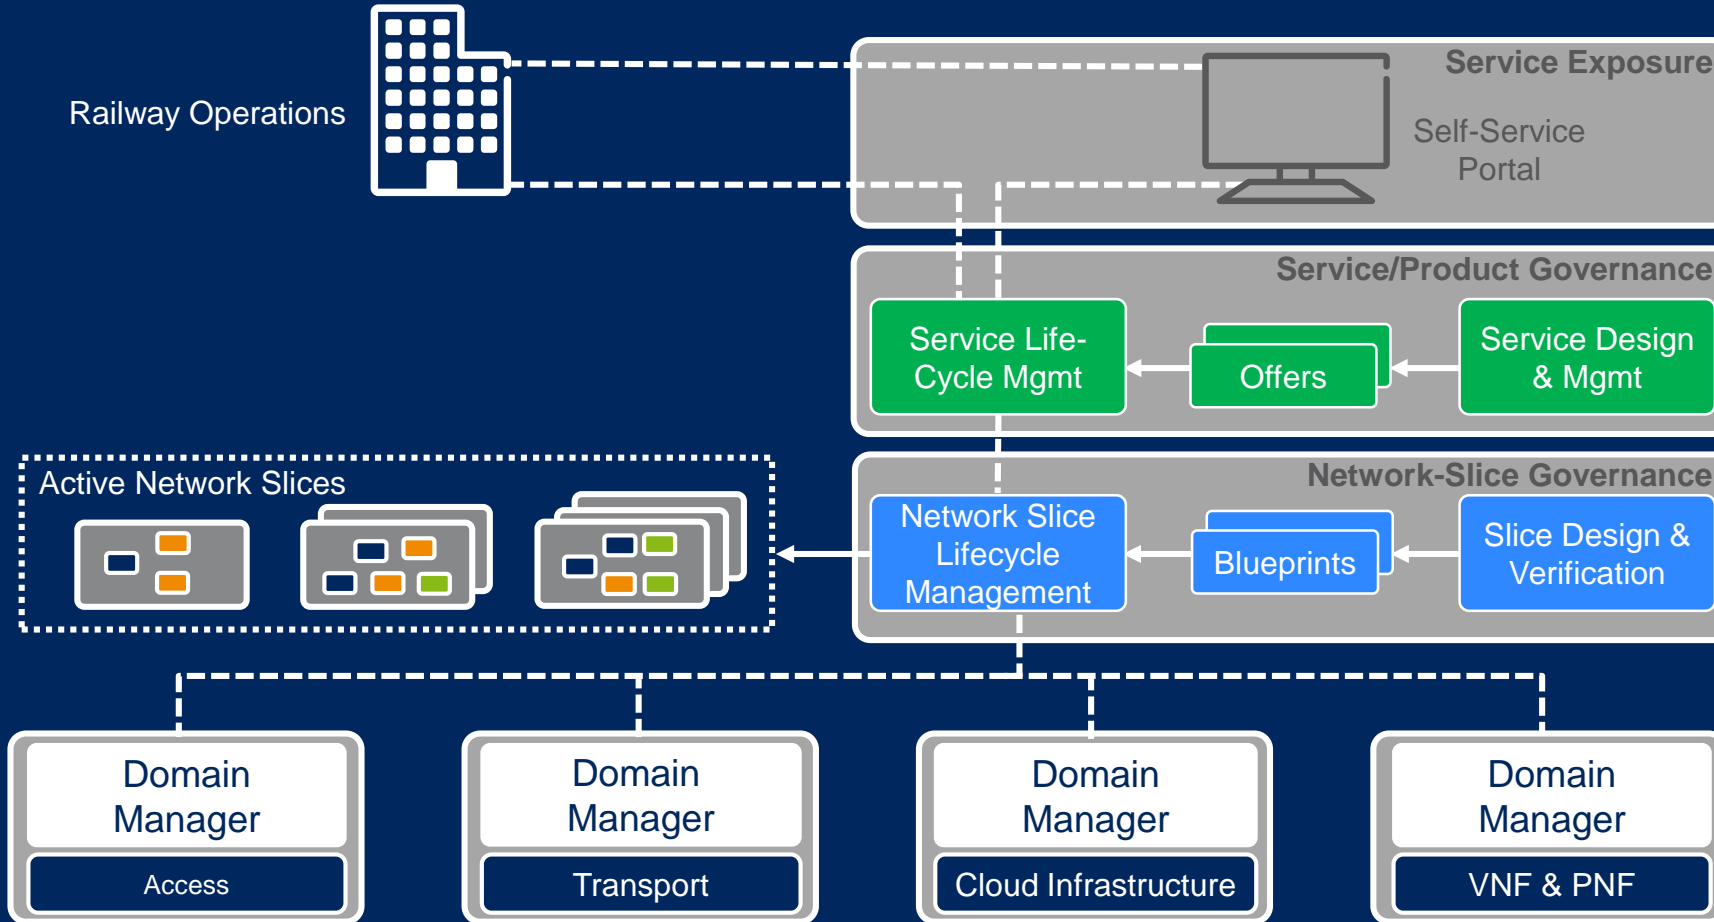 Service Exposure
Railway Operations
Self-Service
Portal
Service/Product Governance
Service Life-
Cycle Mgmt
Offers
Service Design
& Mgmt
Active Network Slices
Network-Slice Governance
Network Slice
Lifecycle
Management
Blueprints
Slice Design &
Verification
Domain
Manager
Access
Domain
Manager
Transport
Domain
Manager
Cloud Infrastructure
Domain
Manager
VNF & PNF